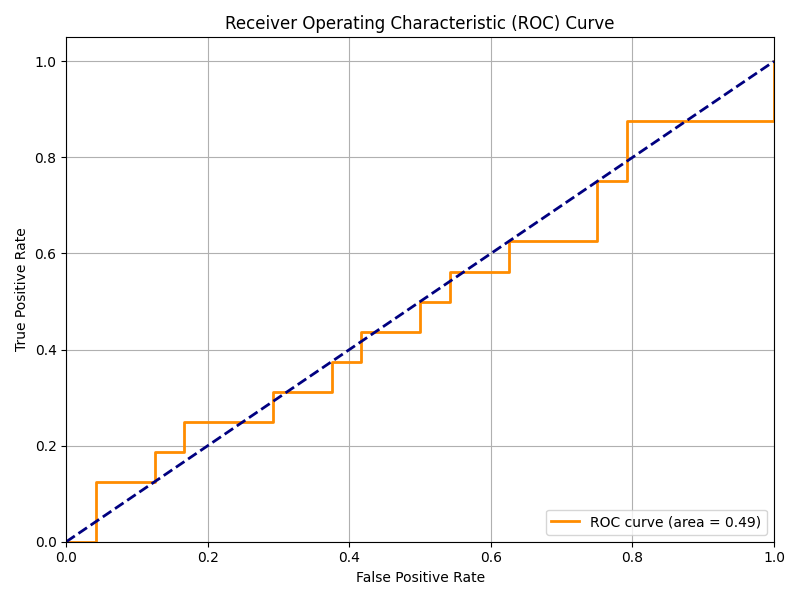 Receiver Operating Characteristic (ROC) Curve
1.0
0.8
0.6
0.4
0.2
0.0
True Positive Rate
ROC curve (area = 0.49)
0.0 0.2 0.4 0.6 0.8 1.0
False Positive Rate